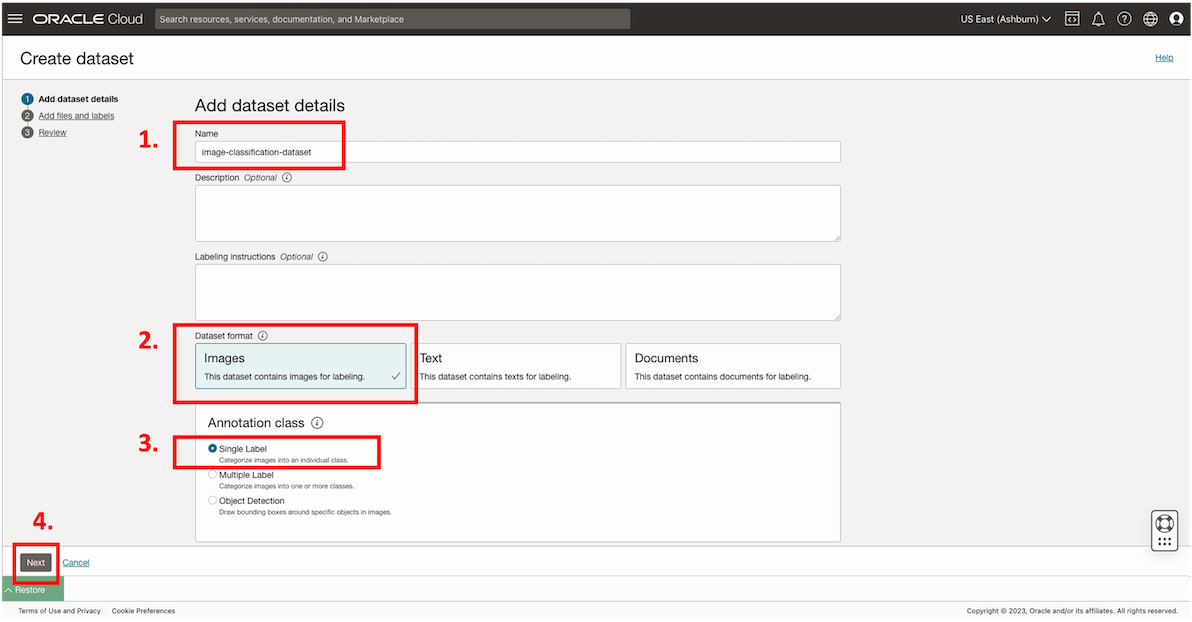 ORACLE Cloud
Search resources, services, documentation, and Marketplace
US East (Ashburn)
Create dataset
Help
1 Add dataset details
2 Add files and labels
3 Review
Add dataset details
1.
Name
image-classification-dataset
Description Optional
Labeling instructions Optional
2.
Dataset format
Images
This dataset contains images for labeling.
Text
This dataset contains texts for labeling.
Documents
This dataset contains documents for labeling.
Annotation class
3.
Single Label
Categorize images into an individual class.
Multiple Label
Categorize images into one or more classes.
Object Detection
Draw bounding boxes around specific objects in images.
4.
Next Cancel
Restore
Terms of Use and Privacy Cookie Preferences
Copyright © 2023, Oracle and/or its affiliates. All rights reserved.